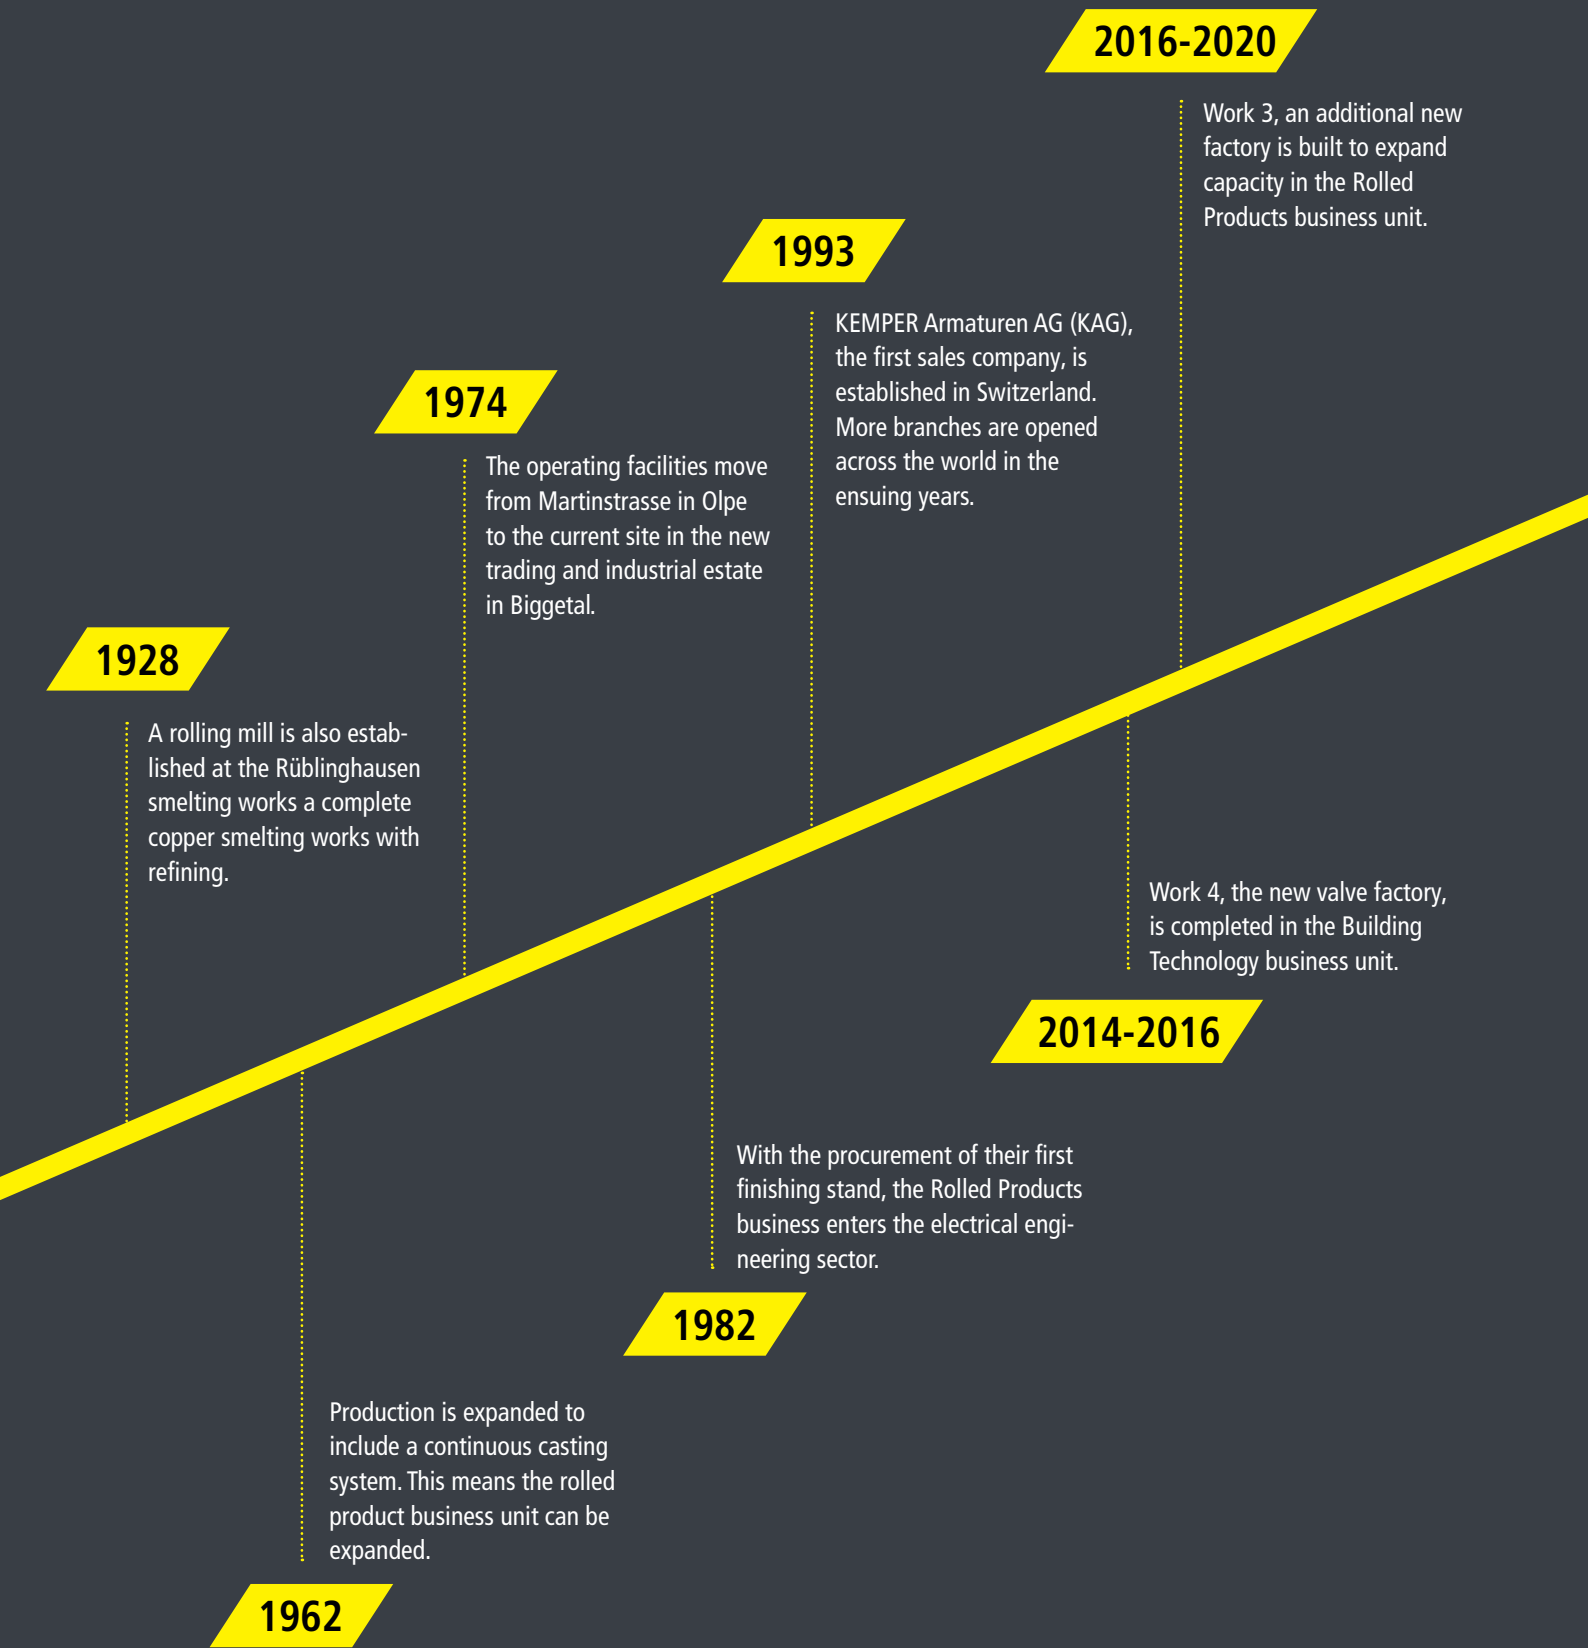 2016-2020
Work 3, an additional new
factory is built to expand
capacity in the Rolled
Products business unit.
1993
KEMPER Armaturen AG (KAG),
the first sales company, is
established in Switzerland.
More branches are opened
across the world in the
ensuing years.
1974
The operating facilities move
from Martinstrasse in Olpe
to the current site in the new
trading and industrial estate
in Biggetal.
1928
A rolling mill is also estab-
lished at the Rüblinghausen
smelting works a complete
copper smelting works with
refining.
Work 4, the new valve factory,
is completed in the Building
Technology business unit.
2014-2016
With the procurement of their first
finishing stand, the Rolled Products
business enters the electrical engi-
neering sector.
1982
Production is expanded to
include a continuous casting
system. This means the rolled
product business unit can be
expanded.
1962